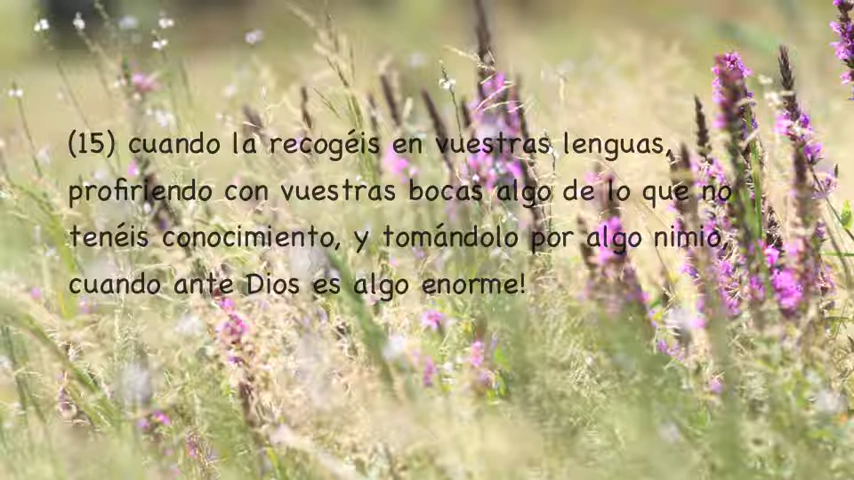 (15) cuando la recogéis en vuestras lenguas,
profiriendo con vuestras bocas algo de lo que no
tenéis conocimiento, y tomándolo por algo nimio,
cuando ante Dios es algo enorme!